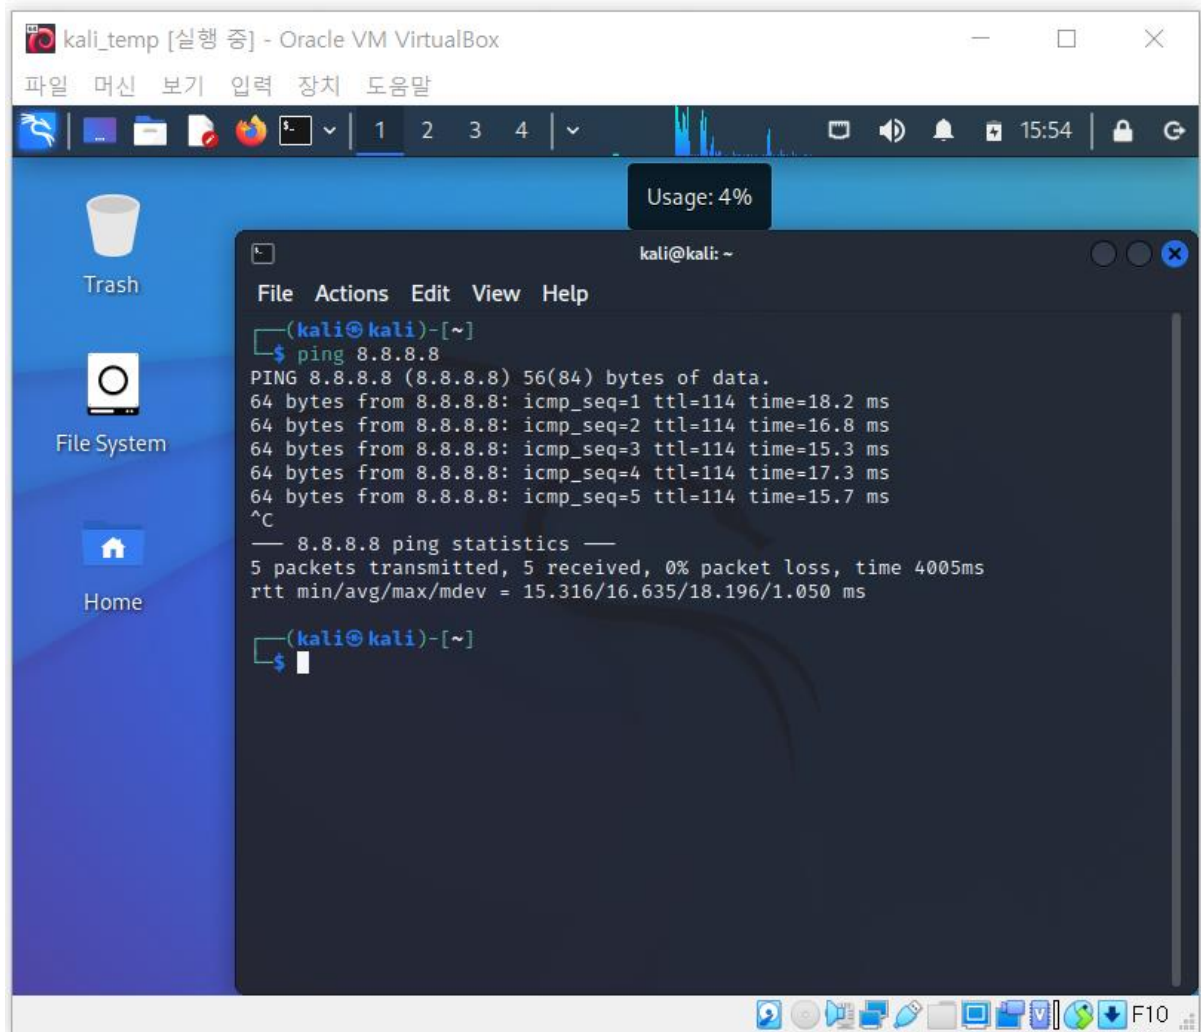 kali_temp [실행 중] - Oracle VM VirtualBox
파일 머신 보기 입력 장치 도움말
1 2 3 4 15:54
Usage: 4%
kali@kali: ~
Trash
File Actions Edit View Help
┌──(kali㉿kali)-[~]
└─$ ping 8.8.8.8
PING 8.8.8.8 (8.8.8.8) 56(84) bytes of data.
64 bytes from 8.8.8.8: icmp_seq=1 ttl=114 time=18.2 ms
64 bytes from 8.8.8.8: icmp_seq=2 ttl=114 time=16.8 ms
64 bytes from 8.8.8.8: icmp_seq=3 ttl=114 time=15.3 ms
64 bytes from 8.8.8.8: icmp_seq=4 ttl=114 time=17.3 ms
64 bytes from 8.8.8.8: icmp_seq=5 ttl=114 time=15.7 ms
^C
--- 8.8.8.8 ping statistics ---
5 packets transmitted, 5 received, 0% packet loss, time 4005ms
rtt min/avg/max/mdev = 15.316/16.635/18.196/1.050 ms
┌──(kali㉿kali)-[~]
└─$
File System
Home
F10